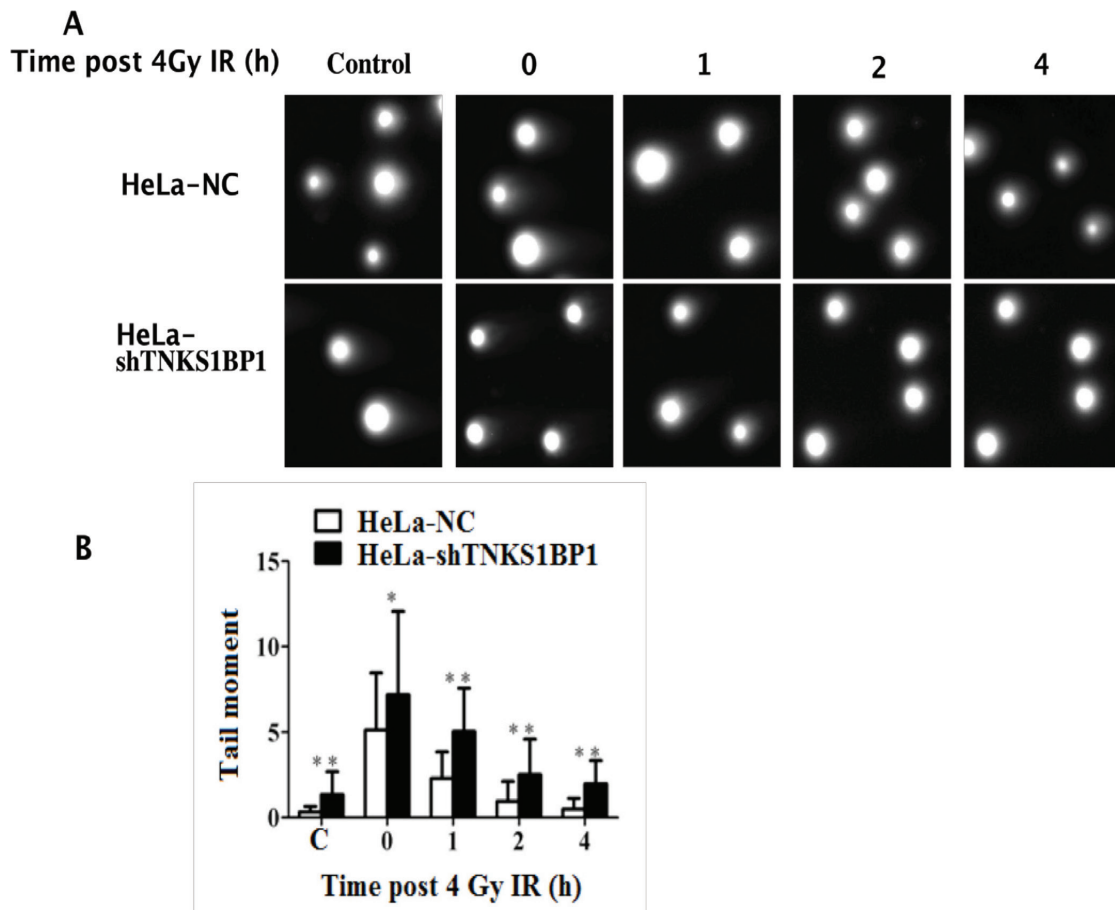 A
Time post 4Gy IR (h) Control 0 1 2 4
HeLa-NC
HeLa-
shTNKS1BP1
B
HeLa-NC
HeLa-shTNKS1BP1
Tail moment
15
10
5
0
**
*
**
**
**
C 0 1 2 4
Time post 4 Gy IR (h)